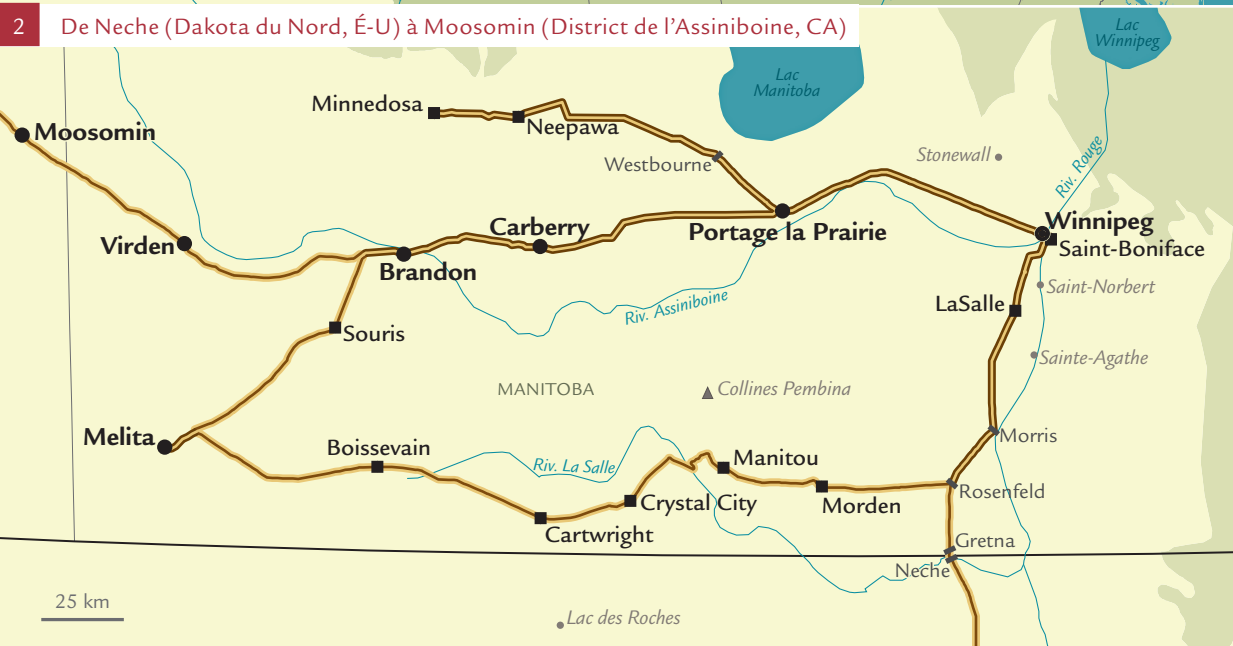 2 De Neche (Dakota du Nord, É-U) à Moosomin (District de l’Assiniboine, CA)
Lac
Winnipeg
Lac
Manitoba
Minnedosa
Neepawa
Moosomin
Westbourne
Stonewall
Riv. Rouge
Carberry
Winnipeg
Portage la Prairie
Virden
Saint-Boniface
Brandon
Saint-Norbert
Riv. Assiniboine
LaSalle
Souris
Sainte-Agathe
MANITOBA
Collines Pembina
Melita
Morris
Boissevain
Manitou
Riv. La Salle
Rosenfeld
Crystal City
Morden
Cartwright
Gretna
Neche
25 km
Lac des Roches